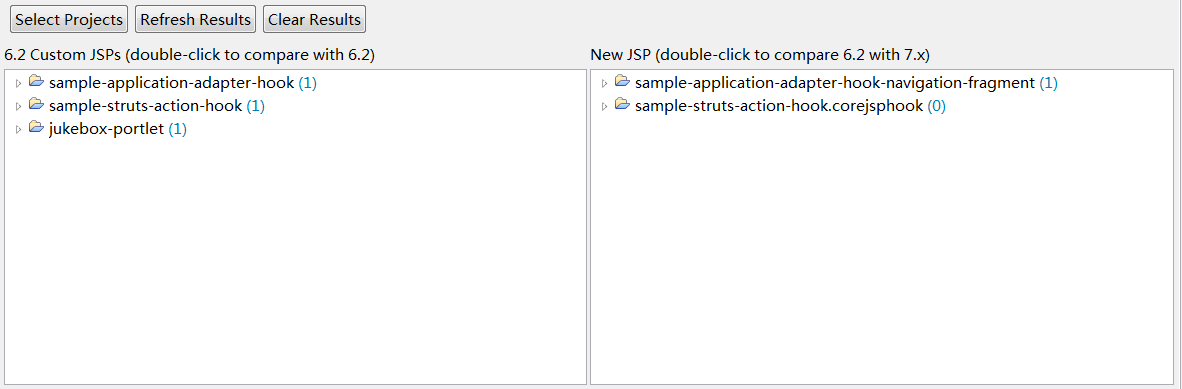 Select Projects Refresh Results Clear Results
6.2 Custom JSPs (double-click to compare with 6.2)
sample-application-adapter-hook (1)
sample-struts-action-hook (1)
jukebox-portlet (1)
New JSP (double-click to compare 6.2 with 7.x)
sample-application-adapter-hook-navigation-fragment (1)
sample-struts-action-hook.corejsphook (0)